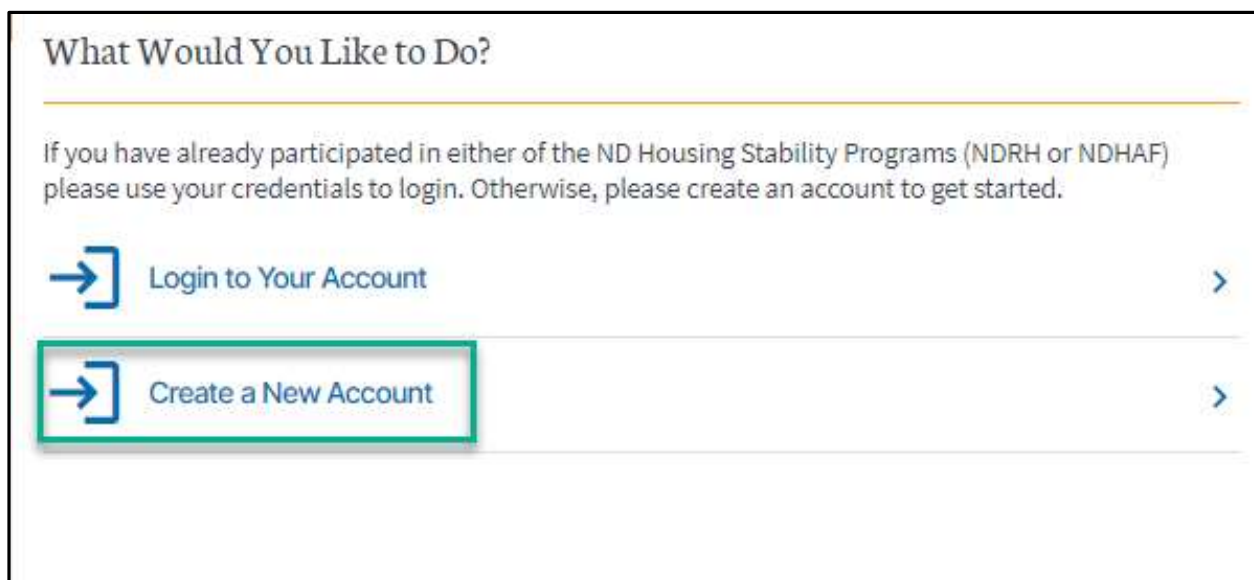 What Would You Like to Do?
If you have already participated in either of the ND Housing Stability Programs (NDRH or NDHAF)
please use your credentials to login. Otherwise, please create an account to get started.
Login to Your Account
Create a New Account